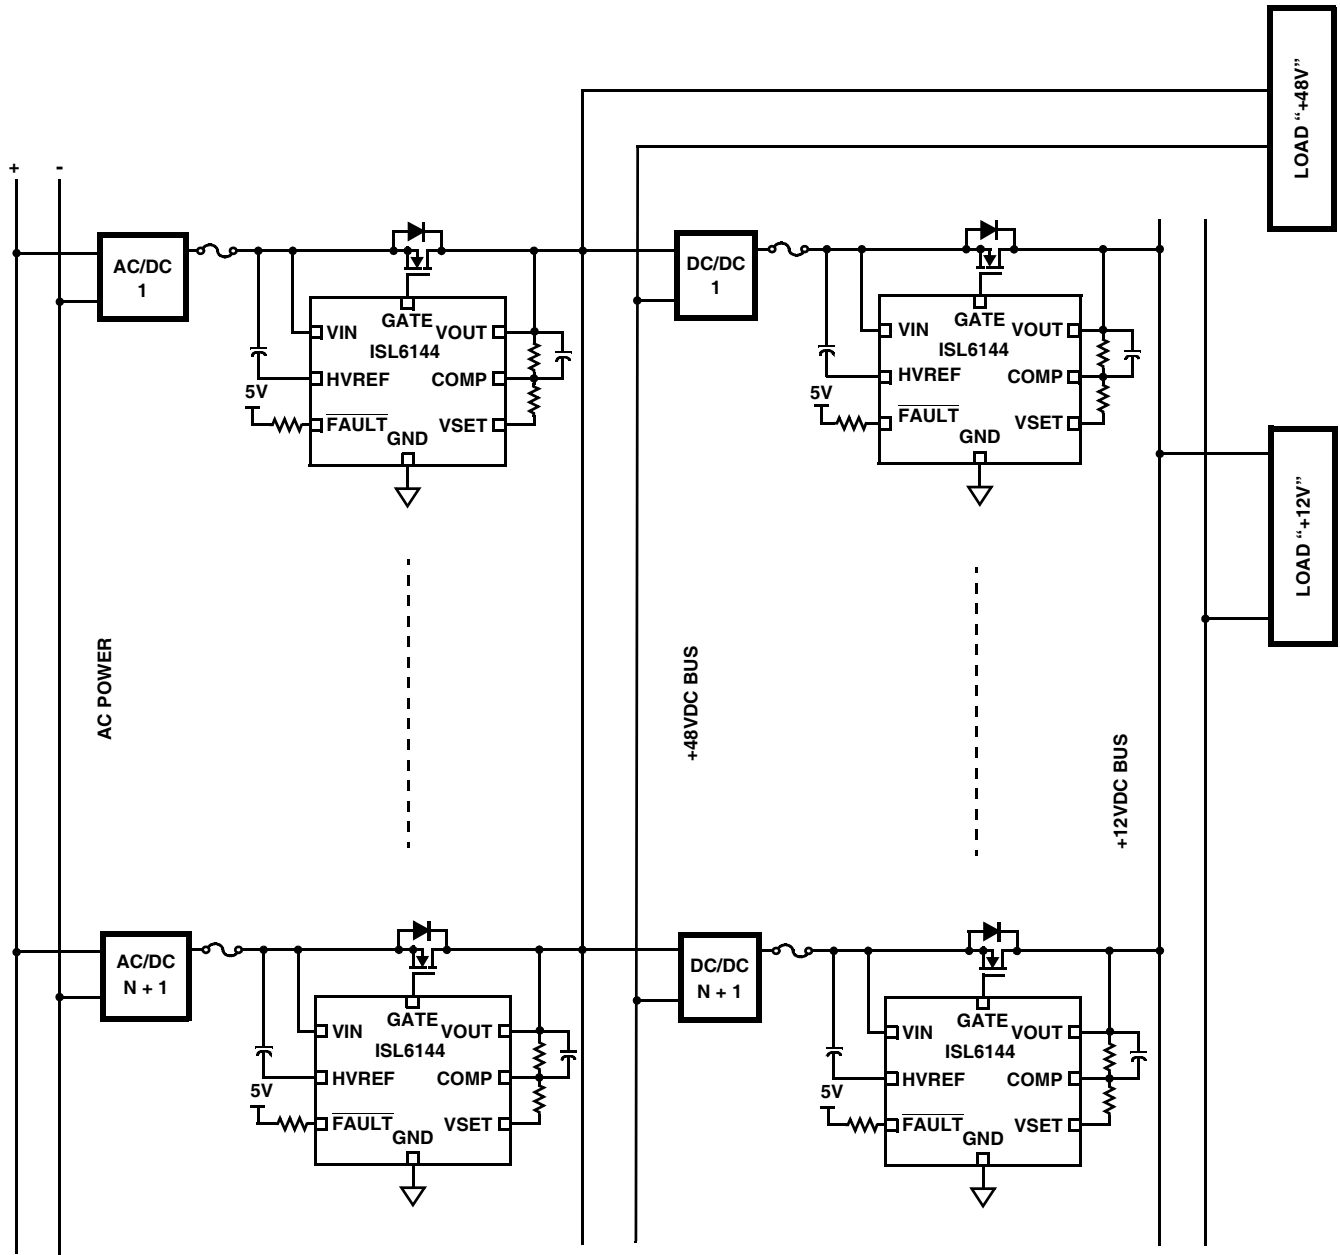 LOAD “+48V”
+ -
AC/DC
1
DC/DC
1
GATE
VIN
VOUT
ISL6144
HVREF
COMP
5V
FAULT
VSET
GND
GATE
VIN
VOUT
ISL6144
HVREF
COMP
5V
FAULT
VSET
GND
LOAD “+12V”
AC POWER
+48VDC BUS
+12VDC BUS
AC/DC
N + 1
DC/DC
N + 1
GATE
VIN
VOUT
ISL6144
HVREF
COMP
5V
FAULT
VSET
GND
GATE
VIN
VOUT
ISL6144
HVREF
COMP
5V
FAULT
VSET
GND